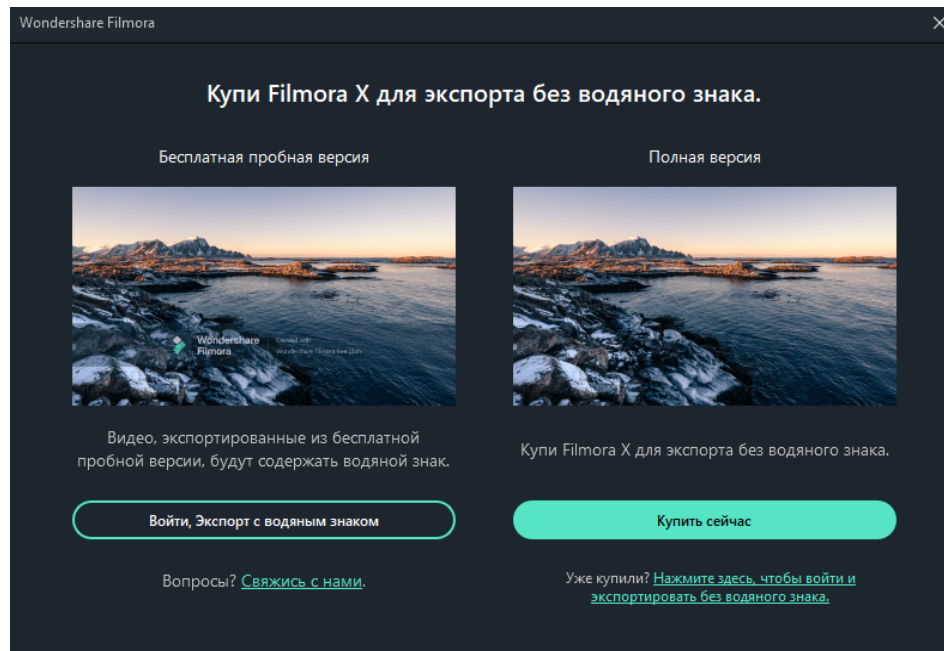 Wondershare Filmora
Купи Filmora X для экспорта без водяного знака.
Бесплатная пробная версия
Полная версия
Wondershare
Filmora
Created with
Видео, экспортированные из бесплатной
пробной версии, будут содержать водяной знак.
Купи Filmora X для экспорта без водяного знака.
Войти, Экспорт с водяным знаком
Купить сейчас
Вопросы? Свяжись с нами.
Уже купили? Нажмите здесь, чтобы войти и
экспортировать без водяного знака.